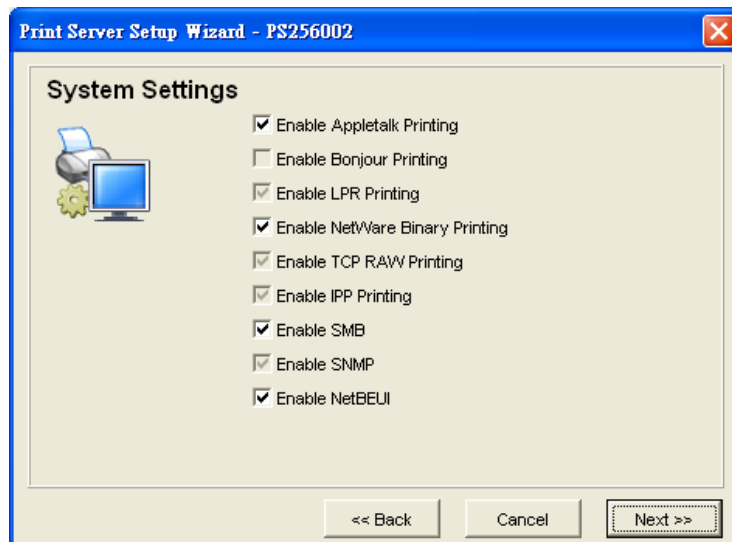 Print Server Setup Wizard - PS256002
System Settings
Enable Appletalk Printing
Enable Bonjour Printing
Enable LPR Printing
Enable NetWare Binary Printing
Enable TCP RAW Printing
Enable IPP Printing
Enable SMB
Enable SNMP
Enable NetBEUI
<< Back Cancel Next >>